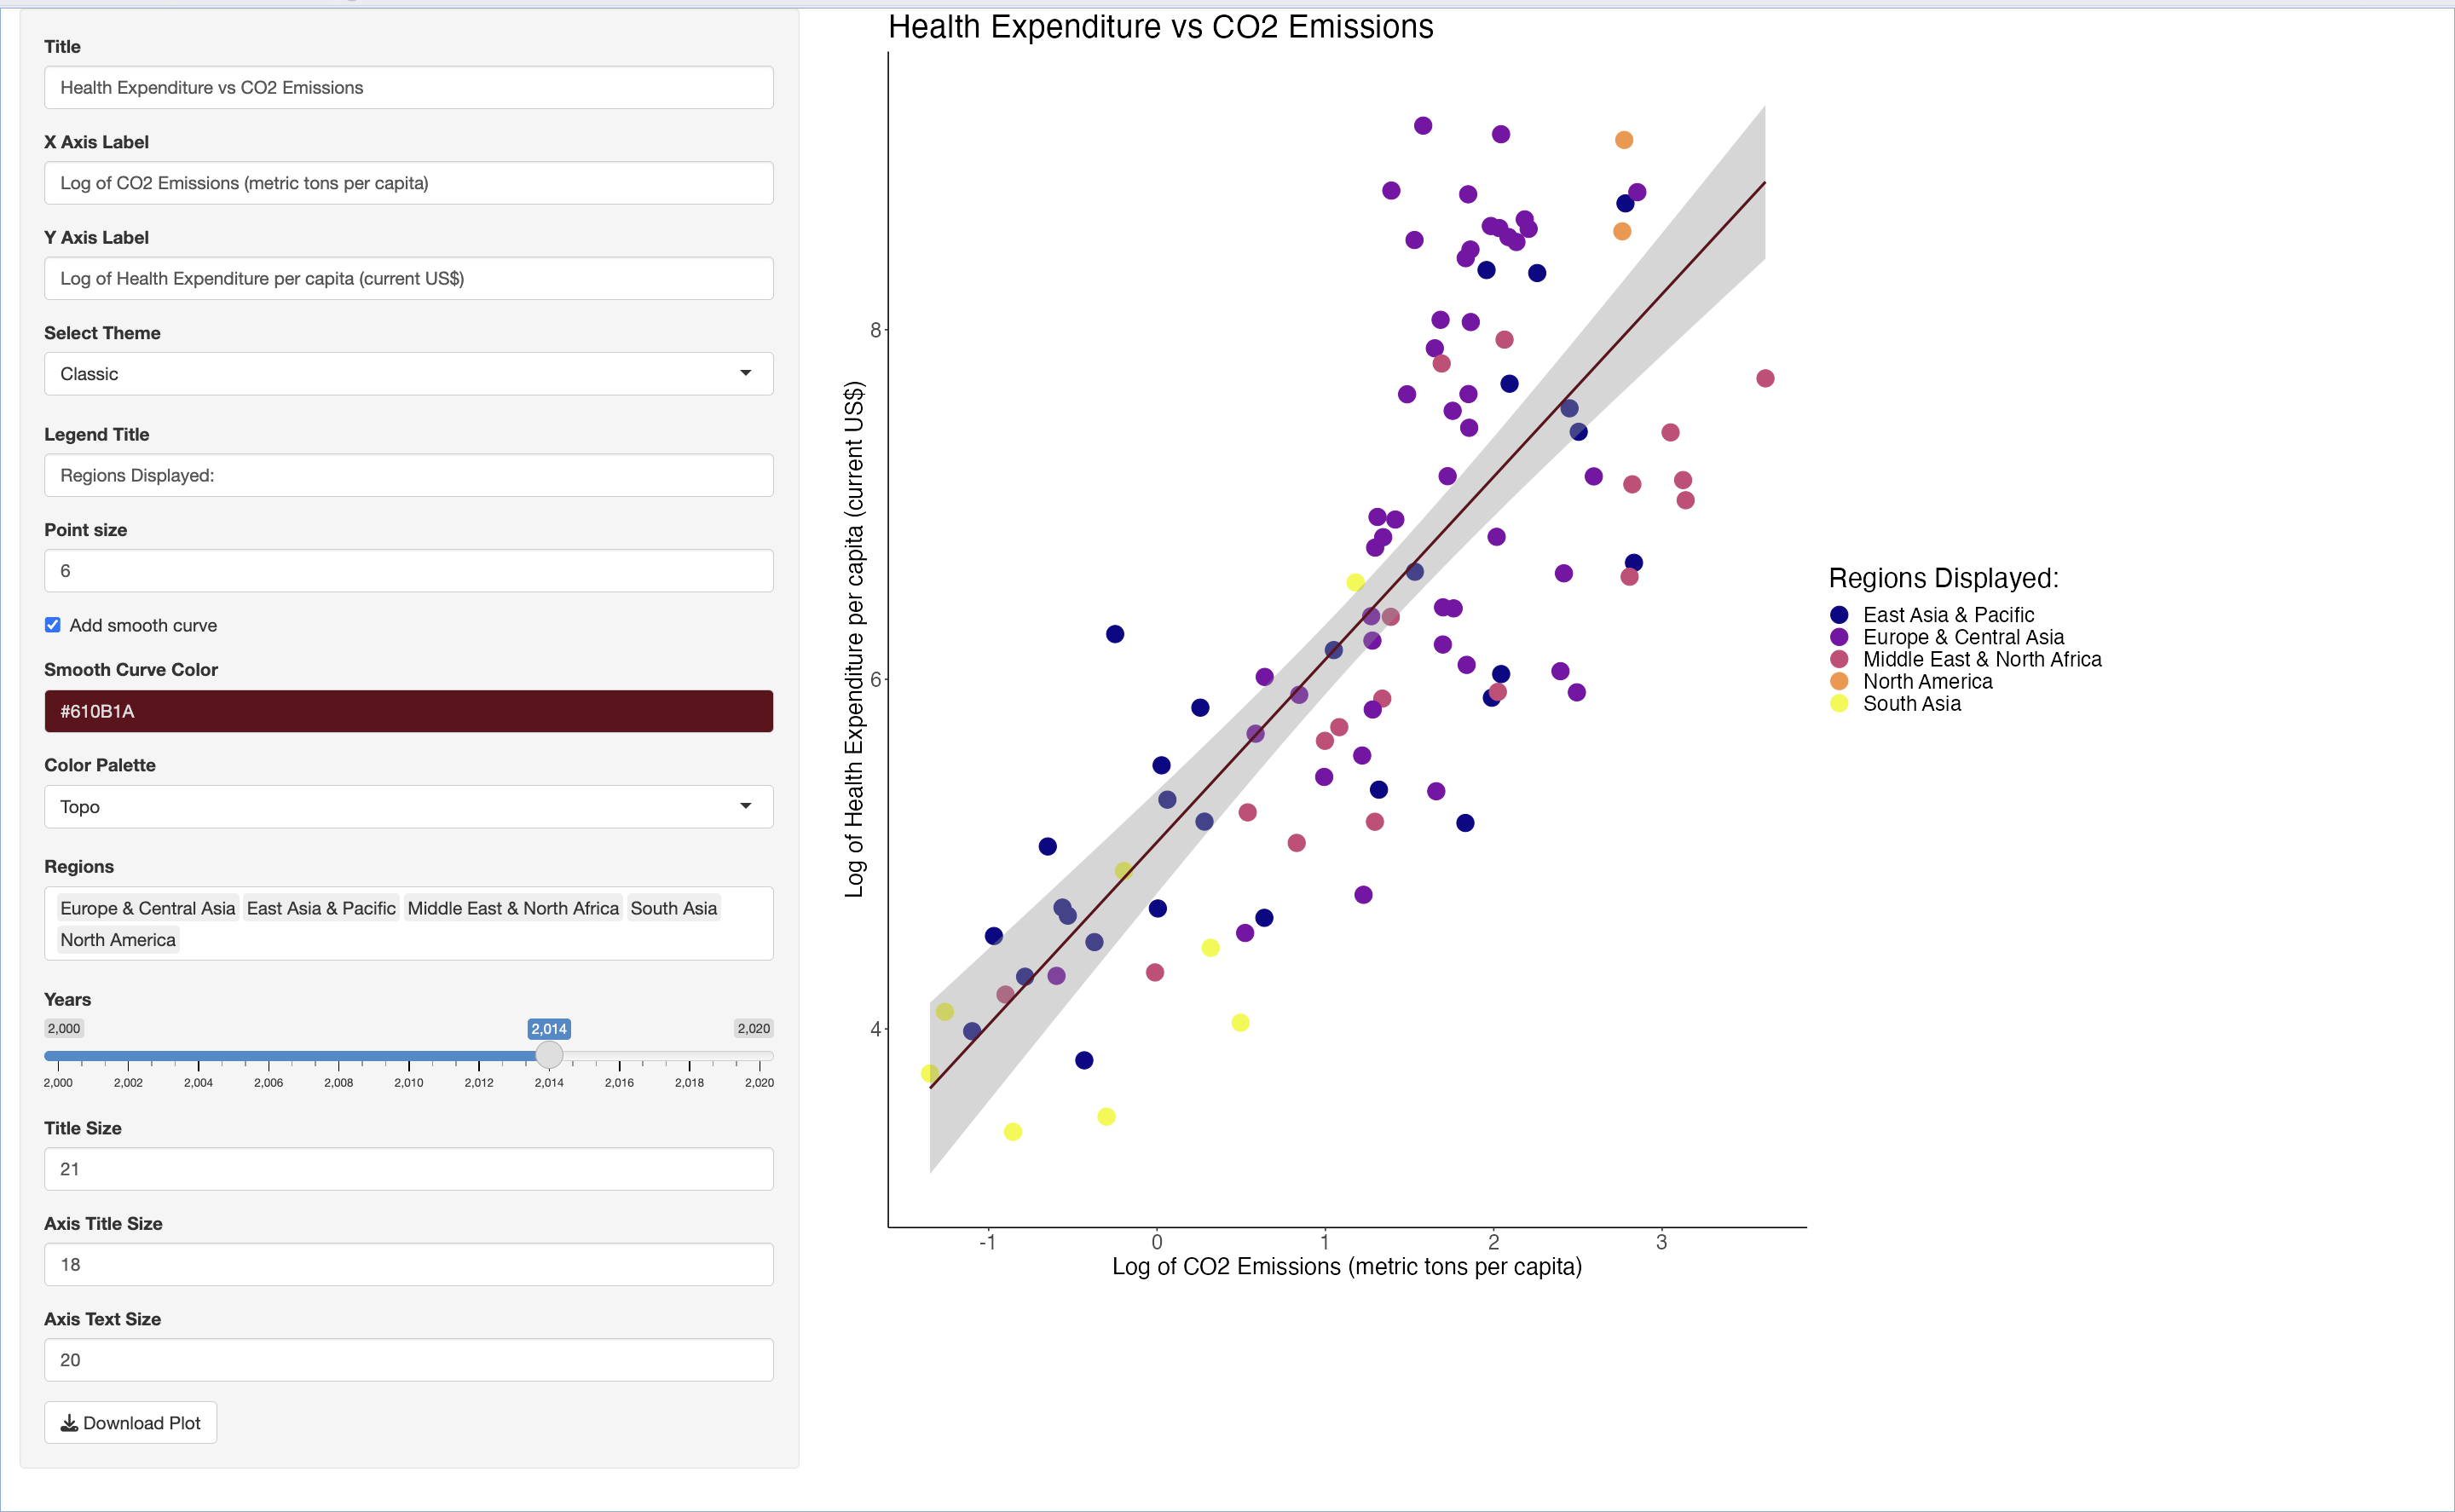 Title
Health Expenditure vs CO2 Emissions
X Axis Label
Log of CO2 Emissions (metric tons per capita)
Y Axis Label
Log of Health Expenditure per capita (current US$)
Select Theme
Classic
Legend Title
Regions Displayed:
Point size
6
Add smooth curve
Smooth Curve Color
#610B1A
Color Palette
Topo
Regions
Europe & Central Asia East Asia & Pacific Middle East & North Africa South Asia
North America
Years
2,000 2,014 2,020
2,000 2,002 2,004 2,006 2,008 2,010 2,012 2,014 2,016 2,018 2,020
Title Size
21
Axis Title Size
18
Axis Text Size
20
Download Plot
Health Expenditure vs CO2 Emissions
Log of Health Expenditure per capita (current US$)
8
6
4
-1 0 1 2 3
Log of CO2 Emissions (metric tons per capita)
Regions Displayed:
East Asia & Pacific
Europe & Central Asia
Middle East & North Africa
North America
South Asia